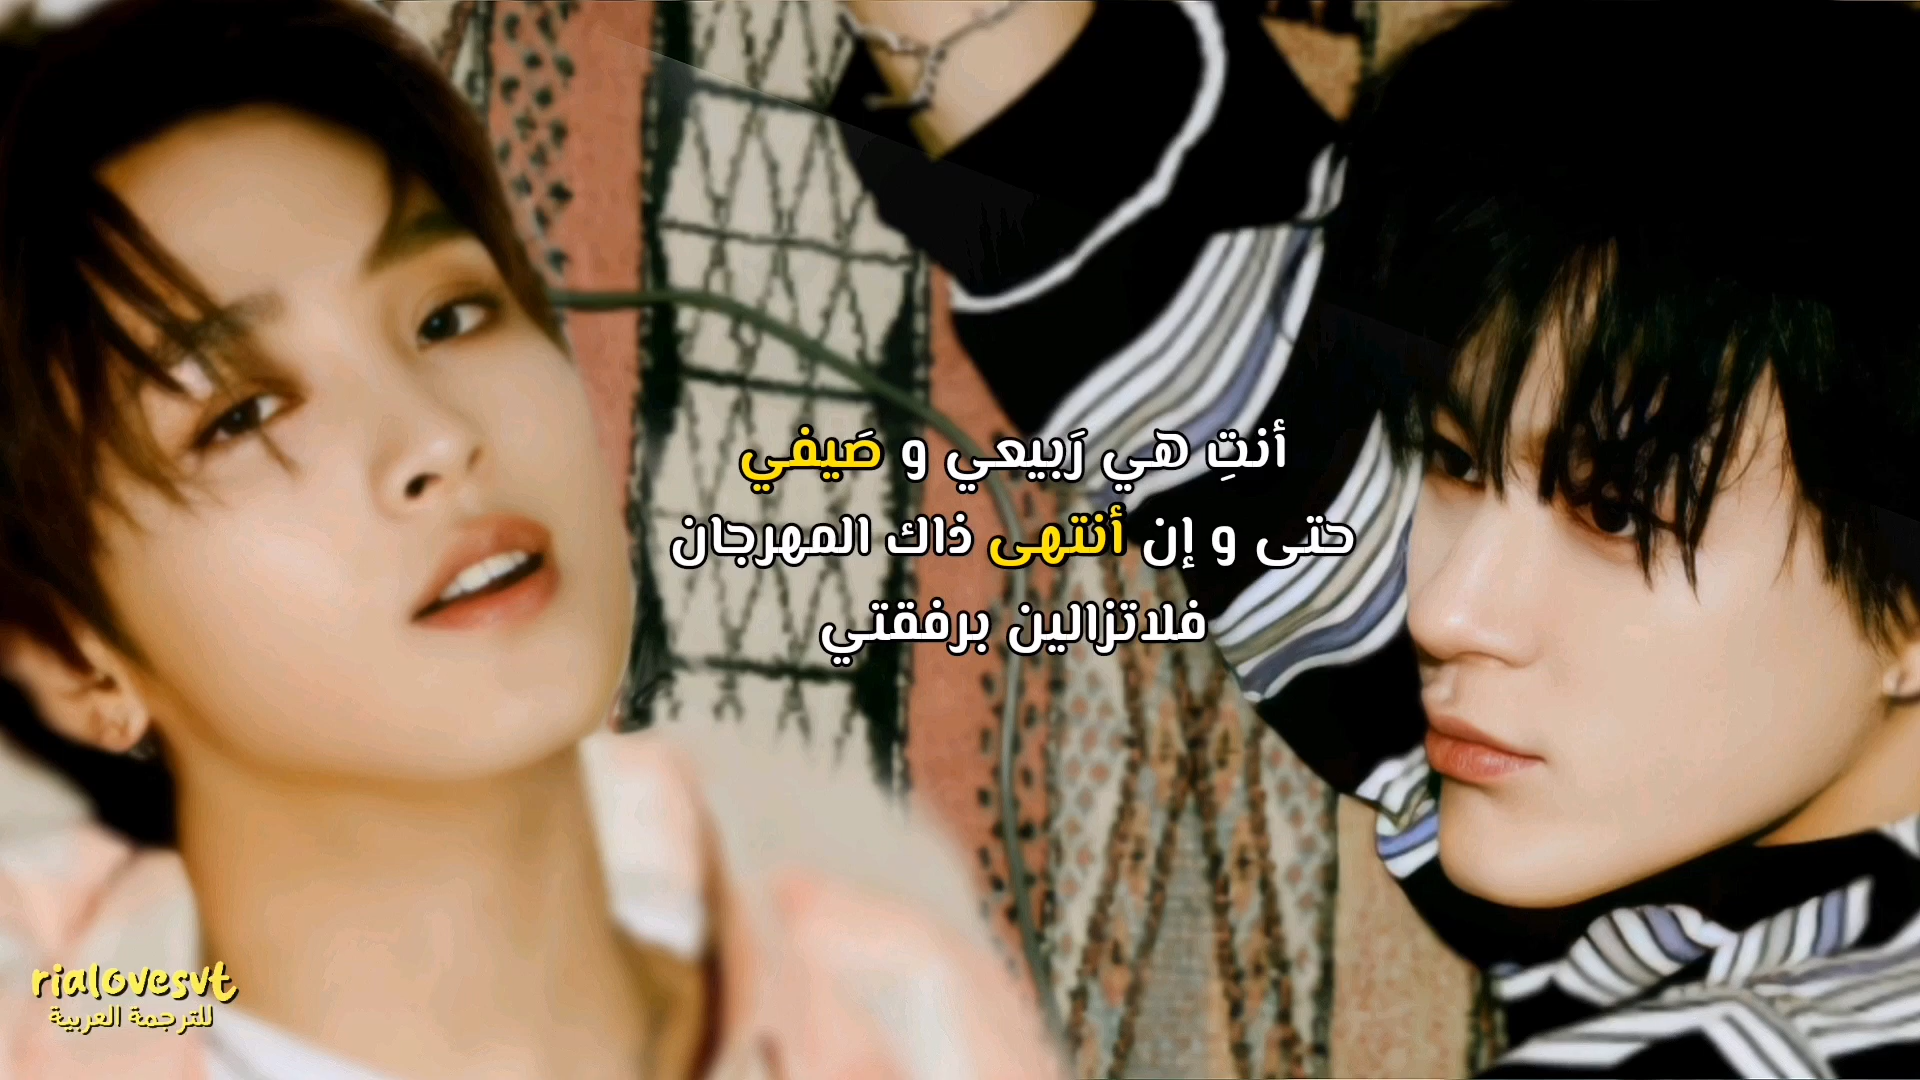 أنتِ هي رَبيعي و صَيفي
حتى و إن أنتهى ذاك المهرجان
فلاتزالين برفقتي
rialovesvt
للترجمة العربية